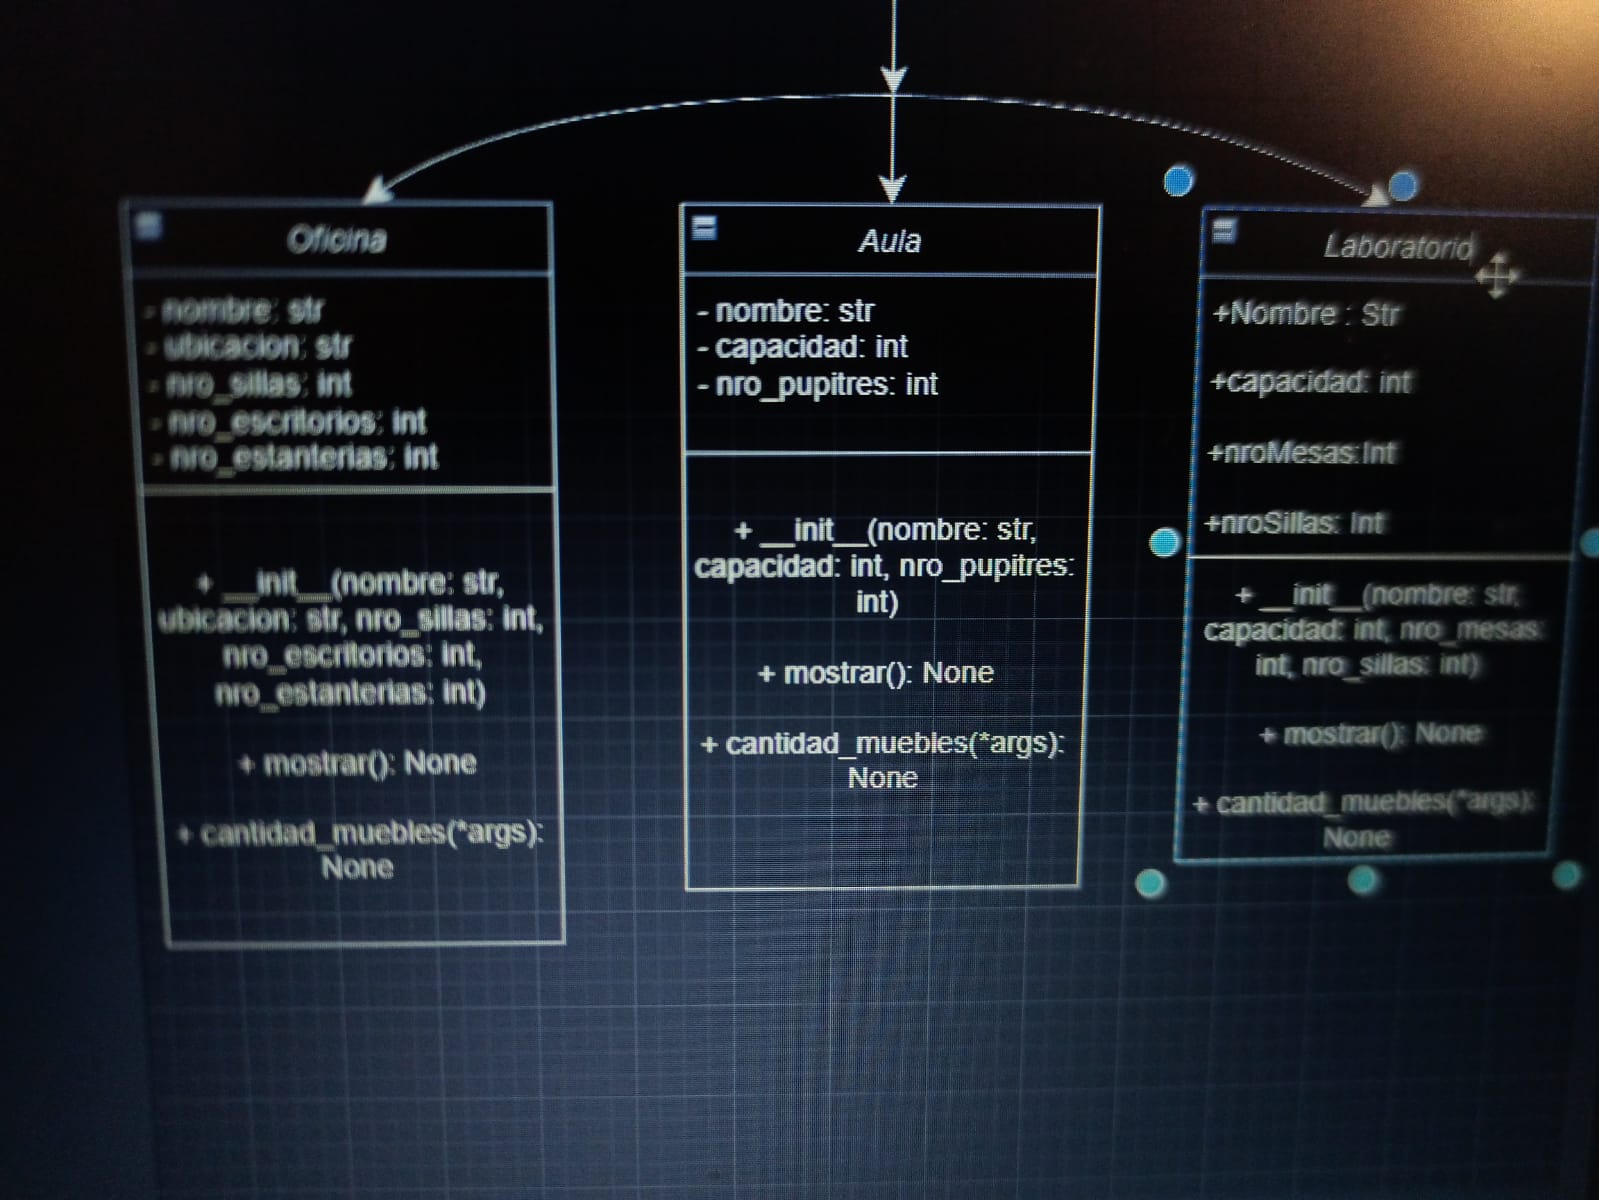 Oficina
- nombre: str
- ubicacion: str
- nro_sillas: int
- nro_escritorios: int
- nro_estanterias: int
+ __init__(nombre: str,
ubicacion: str, nro_sillas: int,
nro_escritorios: int,
nro_estanterias: int)
+ mostrar(): None
+ cantidad_muebles(*args):
None
Aula
- nombre: str
- capacidad: int
- nro_pupitres: int
+ __init__(nombre: str,
capacidad: int, nro_pupitres:
int)
+ mostrar(): None
+ cantidad_muebles(*args):
None
Laboratorio
+Nombre : Str
+capacidad: int
+nroMesas:Int
+nroSillas: Int
+ __init__(nombre: str,
capacidad: int, nro_mesas:
int, nro_sillas: int)
+ mostrar(): None
+ cantidad_muebles(*args):
None